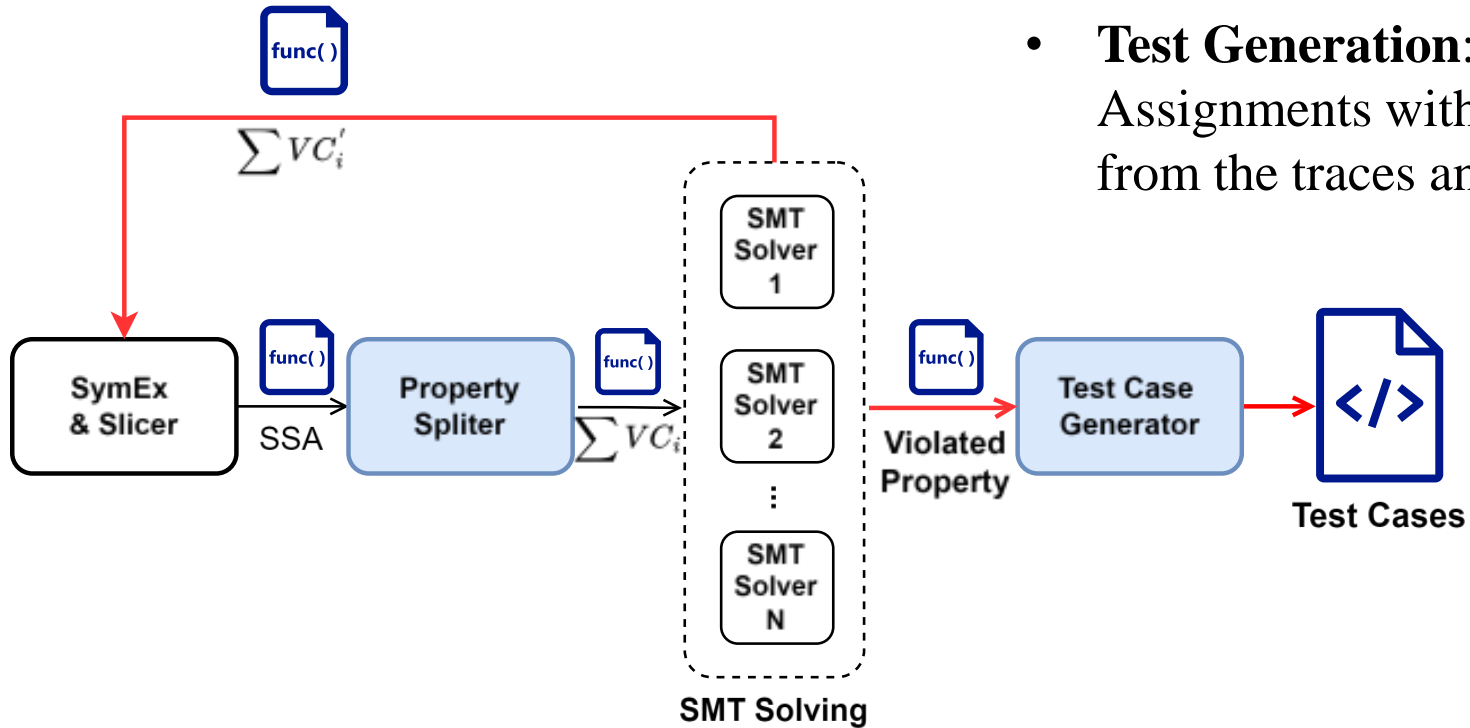 func( )
∑ VC′ᵢ
• Test Generation:
Assignments with
from the traces
SMT
Solver
1
SymEx
& Slicer
func( )
SSA
Property
Spliter
func( )
∑ VCᵢ
SMT
Solver
2
⋮
SMT
Solver
N
SMT Solving
func( )
Violated
Property
Test Case
Generator
</>
Test Cases